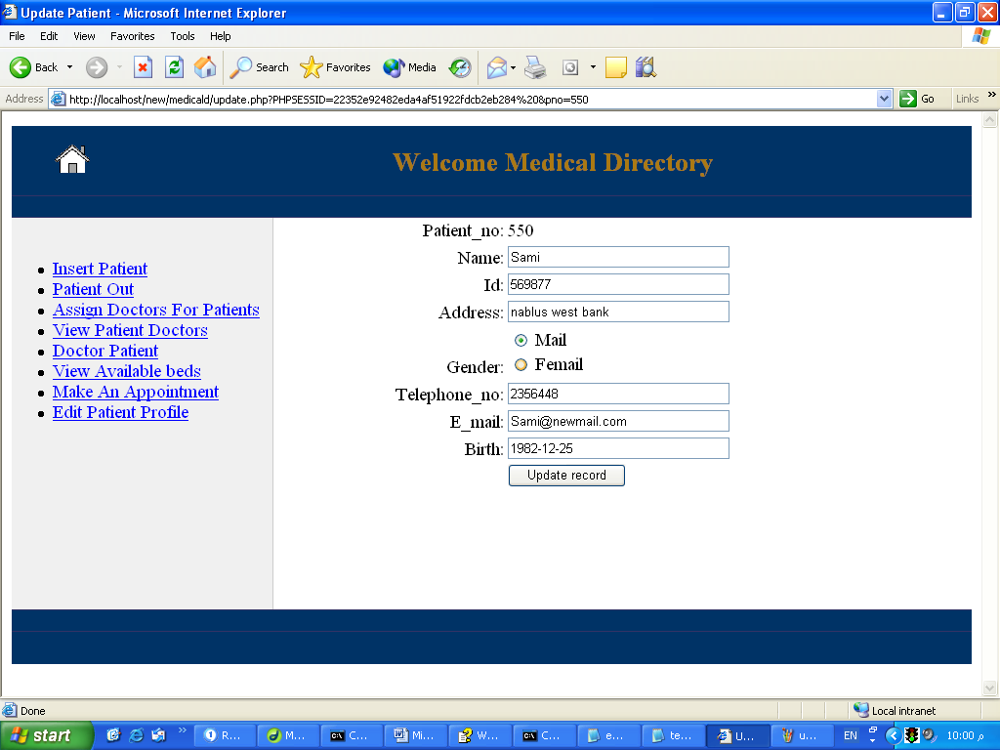 Update Patient - Microsoft Internet Explorer
File Edit View Favorites Tools Help
Back Search Favorites Media
Address http://localhost/new/medicald/update.php?PHPSESSID=22352e92482eda4af51922fdcb2eb284%20&pno=550 Go Links »
Welcome Medical Directory
Insert Patient
Patient Out
Assign Doctors For Patients
View Patient Doctors
Doctor Patient
View Available beds
Make An Appointment
Edit Patient Profile
Patient_no: 550
Name: Sami
Id: 569877
Address: nablus west bank
Mail
Gender: Femail
Telephone_no: 2356448
E_mail: Sami@newmail.com
Birth: 1982-12-25
Update record
Done Local intranet
start » R... M... C... Mi... W... C... e... te... U... u... EN 10:00 م